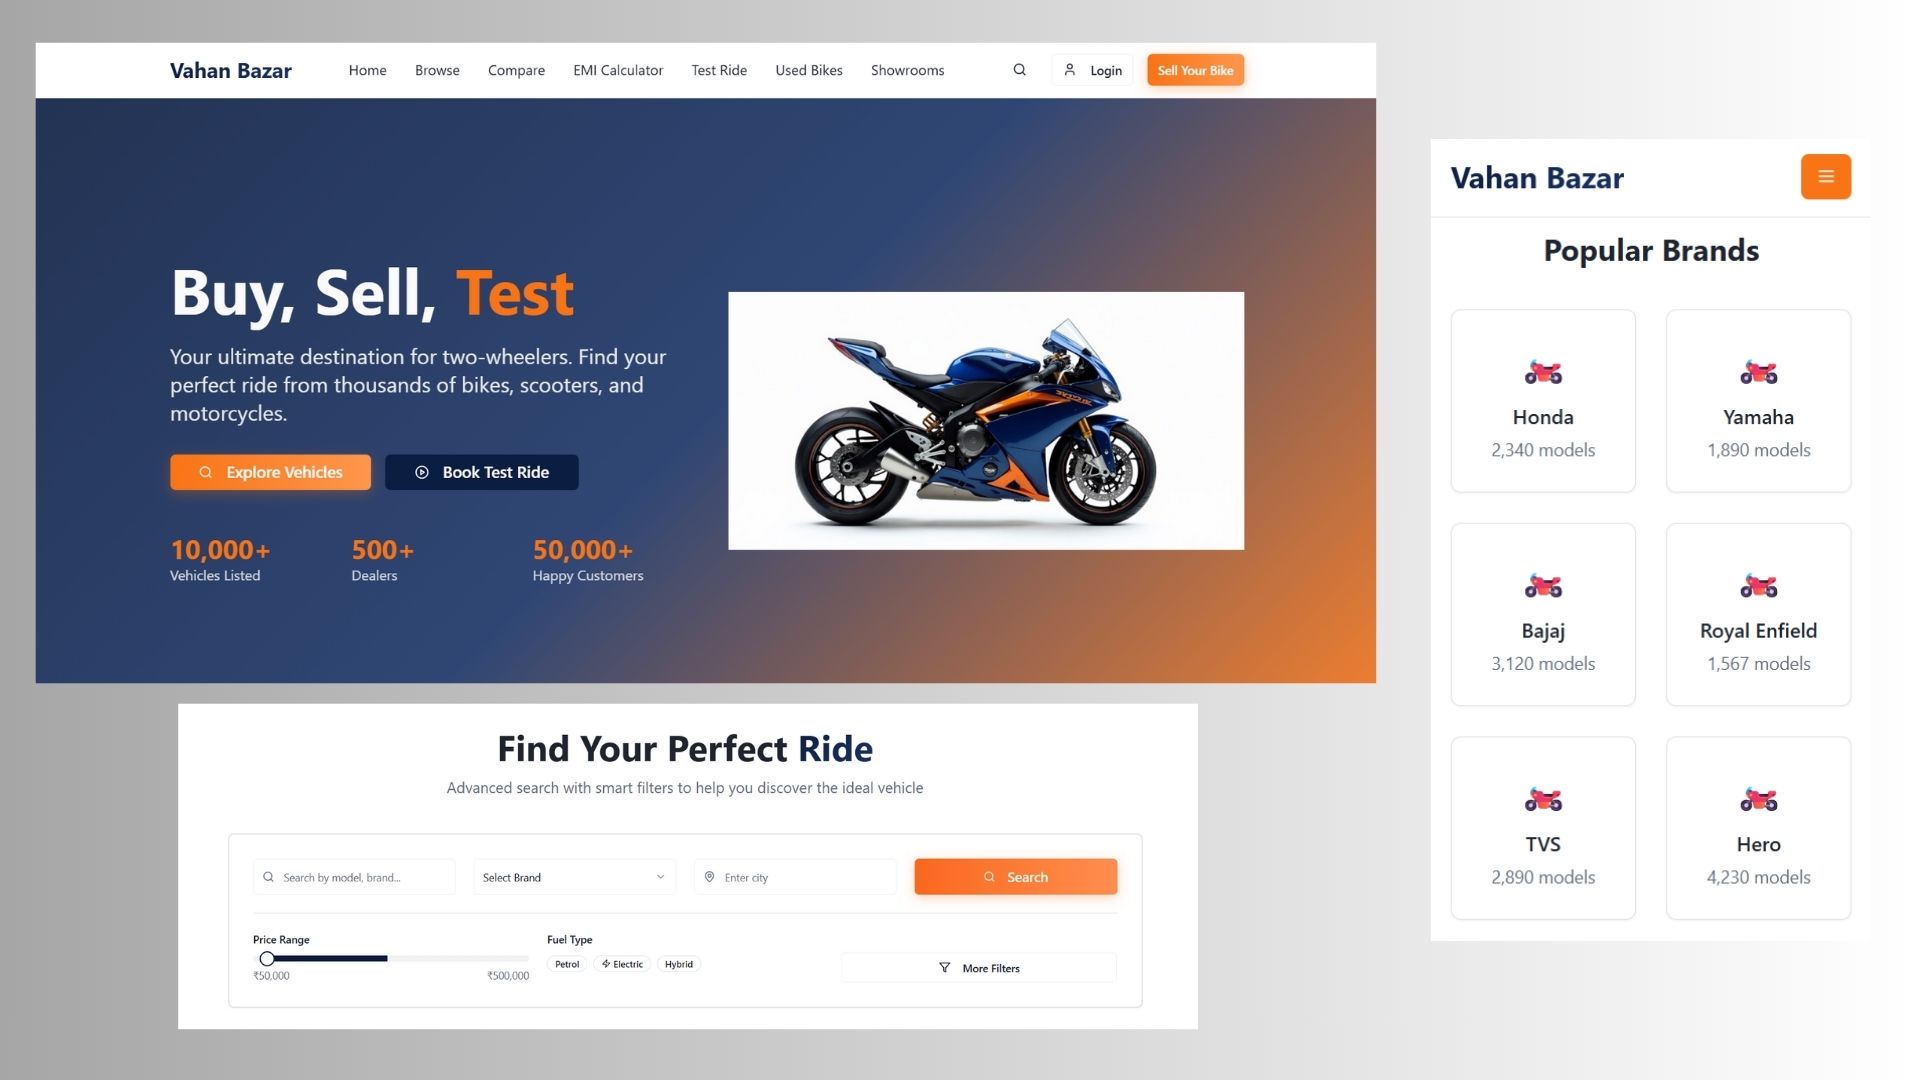 Vahan Bazar
Home Browse Compare EMI Calculator Test Ride Used Bikes Showrooms
Login
Sell Your Bike
Buy, Sell, Test
Your ultimate destination for two-wheelers. Find your
perfect ride from thousands of bikes, scooters, and
motorcycles.
Explore Vehicles
Book Test Ride
10,000+
Vehicles Listed
500+
Dealers
50,000+
Happy Customers
Find Your Perfect Ride
Advanced search with smart filters to help you discover the ideal vehicle
Search by model, brand...
Select Brand
Enter city
Search
Price Range
₹50,000
₹500,000
Fuel Type
Petrol
Electric
Hybrid
More Filters
Vahan Bazar
Popular Brands
Honda
2,340 models
Yamaha
1,890 models
Bajaj
3,120 models
Royal Enfield
1,567 models
TVS
2,890 models
Hero
4,230 models